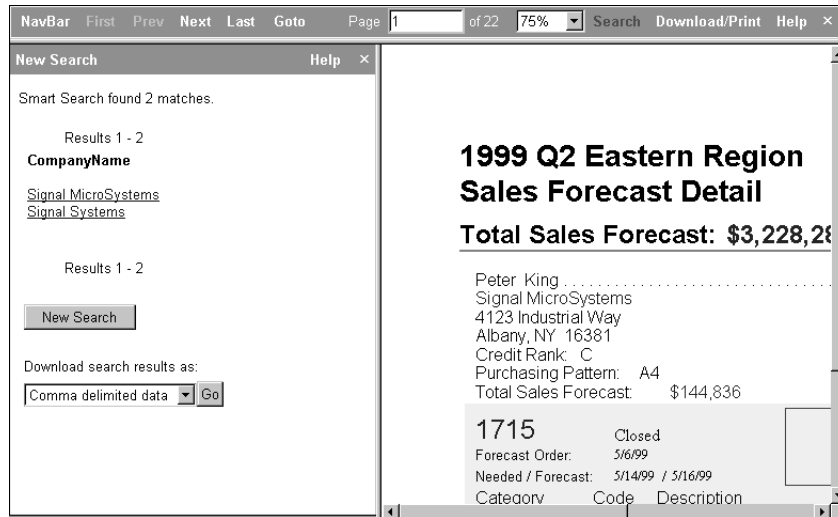 NavBar First Prev Next Last Goto Page 1 of 22 75% Search Download/Print Help ×
New Search Help ×
Smart Search found 2 matches.
Results 1 - 2
CompanyName
Signal MicroSystems
Signal Systems
Results 1 - 2
New Search
Download search results as:
Comma delimited data Go
1999 Q2 Eastern Region
Sales Forecast Detail
Total Sales Forecast: $3,228,28
Peter King . . . . . . . . . . . . . . . . . . . . . . . . . . . . . . .
Signal MicroSystems
4123 Industrial Way
Albany, NY 16381
Credit Rank: C
Purchasing Pattern: A4
Total Sales Forecast: $144,836
1715 Closed
Forecast Order: 5/6/99
Needed / Forecast: 5/14/99 / 5/16/99
Category Code Description